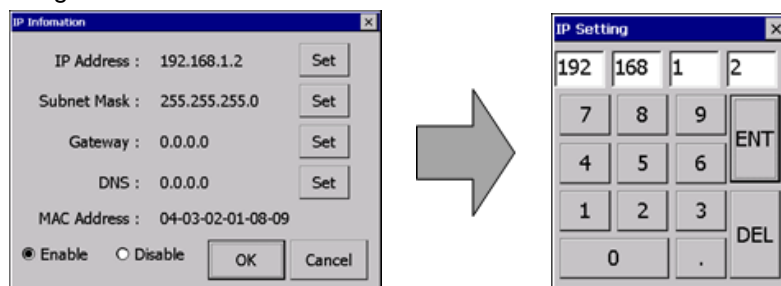 IP Infomation
IP Address : 192.168.1.2 Set
Subnet Mask : 255.255.255.0 Set
Gateway : 0.0.0.0 Set
DNS : 0.0.0.0 Set
MAC Address : 04-03-02-01-08-09
Enable Disable OK Cancel
IP Setting
192 168 1 2
7 8 9 ENT
4 5 6
1 2 3 DEL
0 .